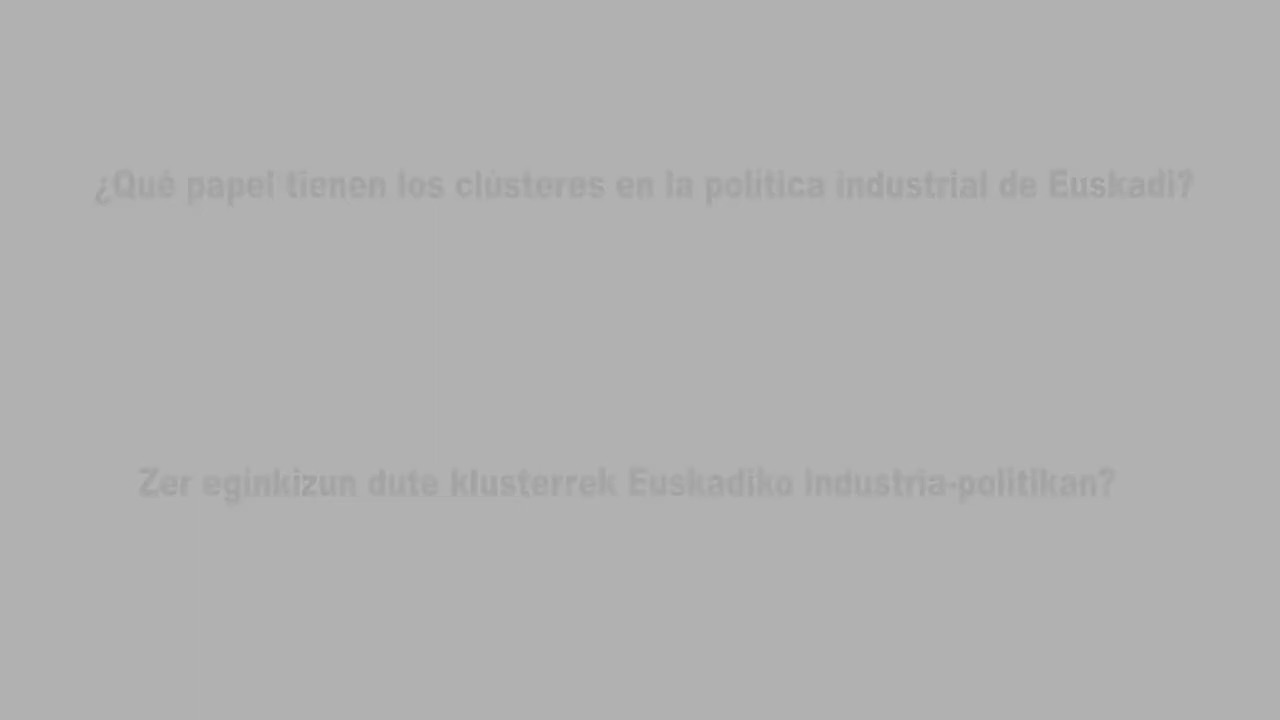 ¿Qué papel tienen los clústeres en la política industrial de Euskadi?
Zer eginkizun dute klusterrek Euskadiko industria-politikan?